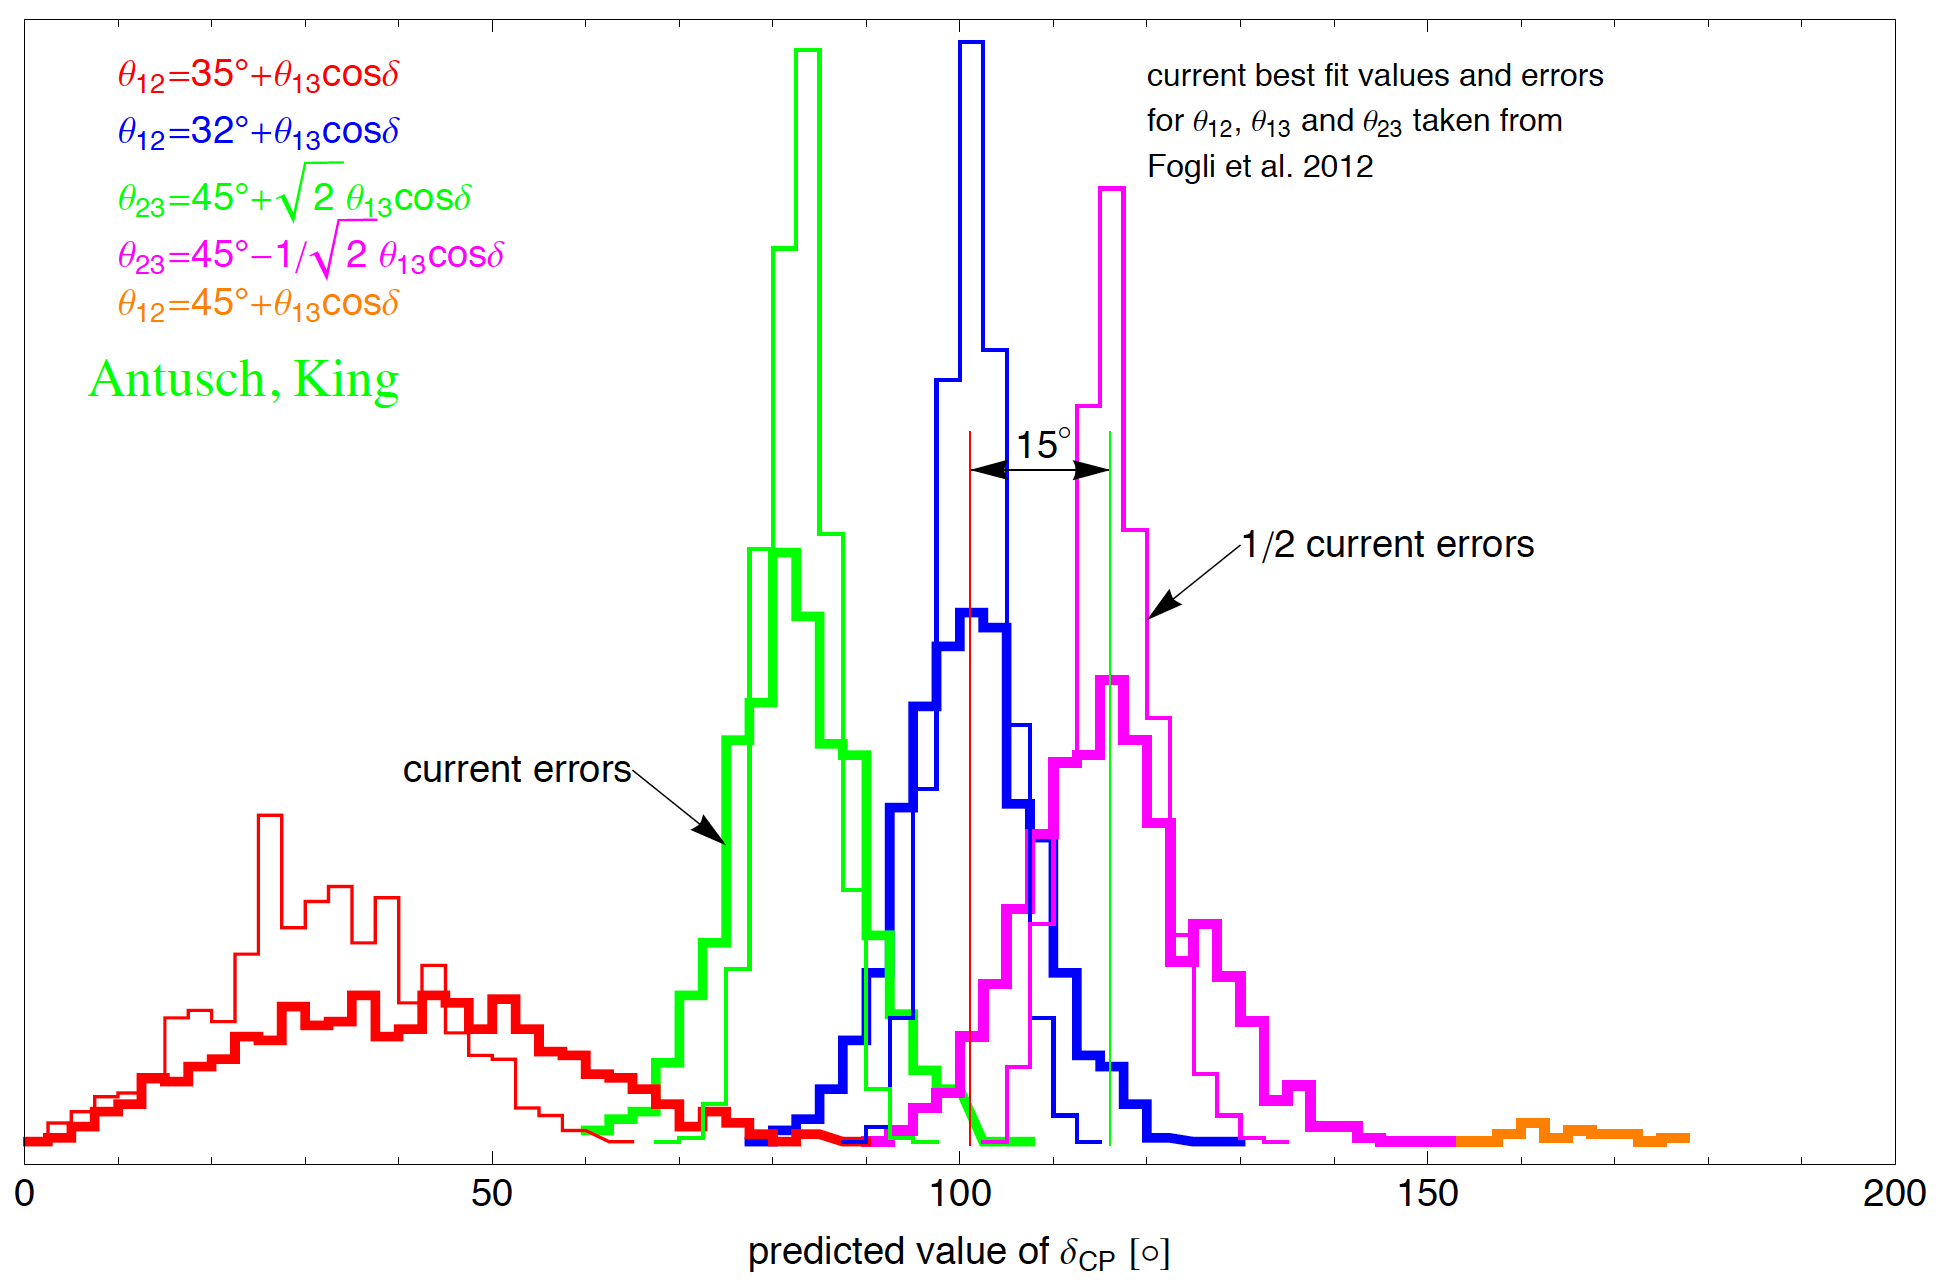 θ12=35°+θ13cosδ
θ12=32°+θ13cosδ
θ23=45°+√2 θ13cosδ
θ23=45°−1/√2 θ13cosδ
θ12=45°+θ13cosδ
Antusch, King
current best fit values and errors
for θ12, θ13 and θ23 taken from
Fogli et al. 2012
15°
1/2 current errors
current errors
0 50 100 150 200
predicted value of δCP [°]